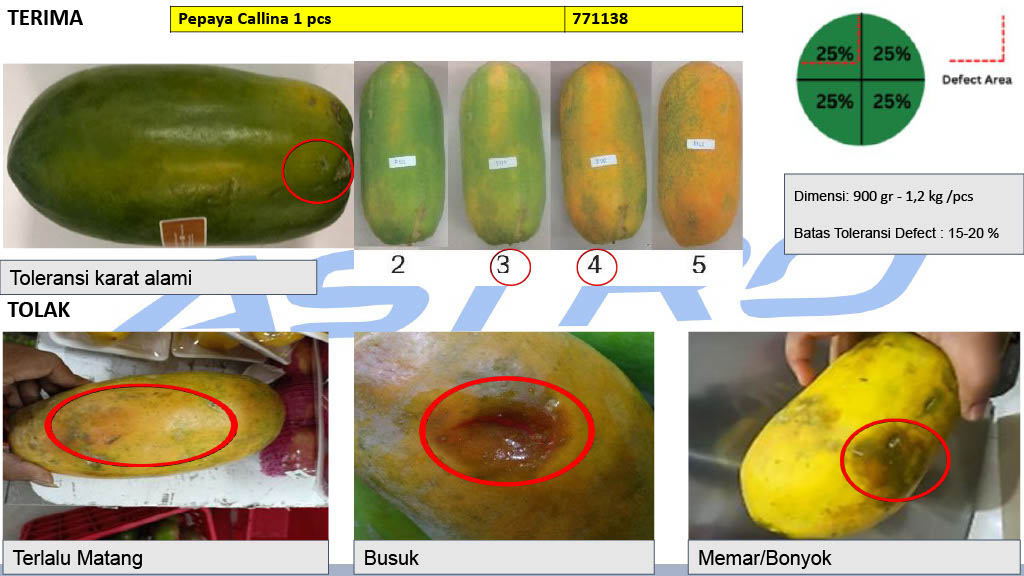 TERIMA
Pepaya Callina 1 pcs 771138
25% 25%
25% 25%
Defect Area
Dimensi: 900 gr - 1,2 kg /pcs
Batas Toleransi Defect : 15-20 %
2 3 4 5
Toleransi karat alami
ASTRO
TOLAK
Terlalu Matang
Busuk
Memar/Bonyok